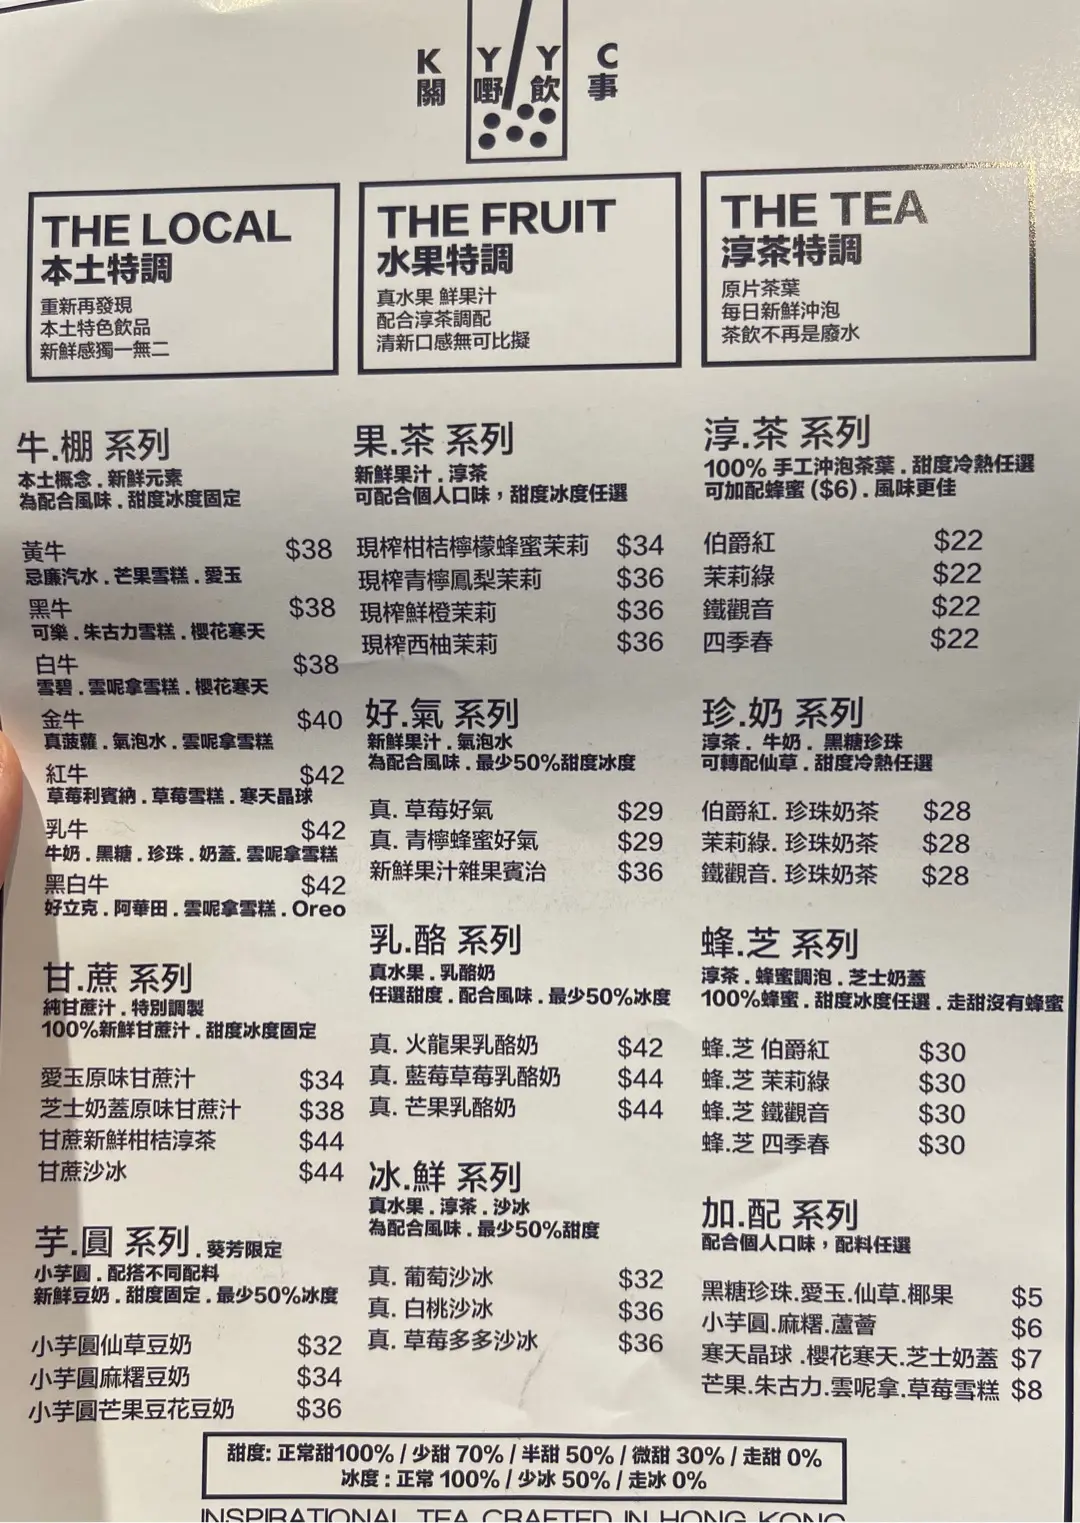 K Y Y C
關 嘢 飲 事
THE LOCAL
本土特調
重新再發現
本土特色飲品
新鮮感獨一無二
THE FRUIT
水果特調
真水果 鮮果汁
配合淳茶調配
清新口感無可比擬
THE TEA
淳茶特調
原片茶葉
每日新鮮沖泡
茶飲不再是廢水
牛.棚 系列
本土概念 . 新鮮元素
為配合風味 . 甜度冰度固定
黃牛 $38
忌廉汽水 . 芒果雪糕 . 愛玉
黑牛 $38
可樂 . 朱古力雪糕 . 櫻花寒天
白牛 $38
雪碧 . 雲呢拿雪糕 . 櫻花寒天
金牛 $40
真菠蘿 . 氣泡水 . 雲呢拿雪糕
紅牛 $42
草莓利賓納 . 草莓雪糕 . 寒天晶球
乳牛 $42
牛奶 . 黑糖 . 珍珠 . 奶蓋. 雲呢拿雪糕
黑白牛 $42
好立克 . 阿華田 . 雲呢拿雪糕 . Oreo
甘.蔗 系列
純甘蔗汁 . 特別調製
100%新鮮甘蔗汁 . 甜度冰度固定
愛玉原味甘蔗汁 $34
芝士奶蓋原味甘蔗汁 $38
甘蔗新鮮柑桔淳茶 $44
甘蔗沙冰 $44
芋.圓 系列 . 葵芳限定
小芋圓 . 配搭不同配料
新鮮豆奶 . 甜度固定 . 最少50%冰度
小芋圓仙草豆奶 $32
小芋圓麻糬豆奶 $34
小芋圓芒果豆花豆奶 $36
果.茶 系列
新鮮果汁 . 淳茶
可配合個人口味，甜度冰度任選
現榨柑桔檸檬蜂蜜茉莉 $34
現榨青檸鳳梨茉莉 $36
現榨鮮橙茉莉 $36
現榨西柚茉莉 $36
好.氣 系列
新鮮果汁 . 氣泡水
為配合風味 . 最少50%甜度冰度
真. 草莓好氣 $29
真. 青檸蜂蜜好氣 $29
新鮮果汁雜果賓治 $36
乳.酪 系列
真水果 . 乳酪奶
任選甜度 . 配合風味 . 最少50%冰度
真. 火龍果乳酪奶 $42
真. 藍莓草莓乳酪奶 $44
真. 芒果乳酪奶 $44
冰.鮮 系列
真水果 . 淳茶 . 沙冰
為配合風味 . 最少50%甜度
真. 葡萄沙冰 $32
真. 白桃沙冰 $36
真. 草莓多多沙冰 $36
淳.茶 系列
100% 手工沖泡茶葉 . 甜度冷熱任選
可加配蜂蜜 ($6) . 風味更佳
伯爵紅 $22
茉莉綠 $22
鐵觀音 $22
四季春 $22
珍.奶 系列
淳茶 . 牛奶 . 黑糖珍珠
可轉配仙草 . 甜度冷熱任選
伯爵紅. 珍珠奶茶 $28
茉莉綠. 珍珠奶茶 $28
鐵觀音. 珍珠奶茶 $28
蜂.芝 系列
淳茶 . 蜂蜜調泡 . 芝士奶蓋
100%蜂蜜 . 甜度冰度任選 . 走甜沒有蜂蜜
蜂.芝 伯爵紅 $30
蜂.芝 茉莉綠 $30
蜂.芝 鐵觀音 $30
蜂.芝 四季春 $30
加.配 系列
配合個人口味，配料任選
黑糖珍珠.愛玉.仙草.椰果 $5
小芋圓.麻糬.蘆薈 $6
寒天晶球 .櫻花寒天.芝士奶蓋 $7
芒果.朱古力.雲呢拿.草莓雪糕 $8
甜度: 正常甜100% / 少甜 70% / 半甜 50% / 微甜 30% / 走甜 0%
冰度 : 正常 100% / 少冰 50% / 走冰 0%
INSPIRATIONAL TEA CRAFTED IN HONG KONG